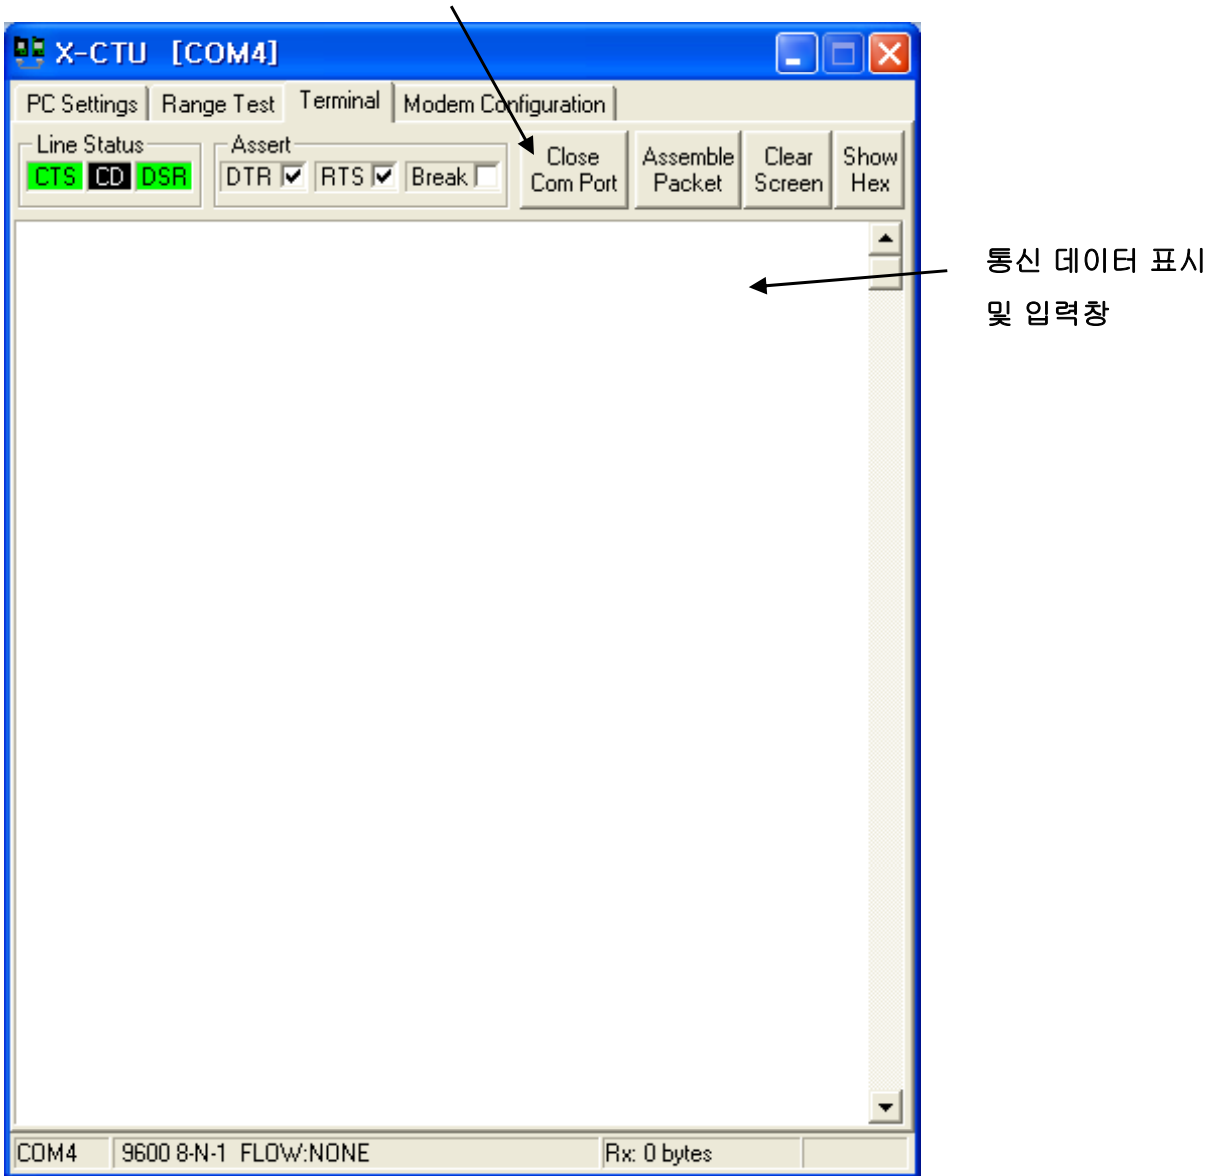 X-CTU [COM4]
PC Settings Range Test Terminal Modem Configuration
Line Status Assert
CTS CD DSR DTR RTS Break
Close Com Port
Assemble Packet
Clear Screen
Show Hex
통신 데이터 표시
및 입력창
COM4 9600 8-N-1 FLOW:NONE Rx: 0 bytes